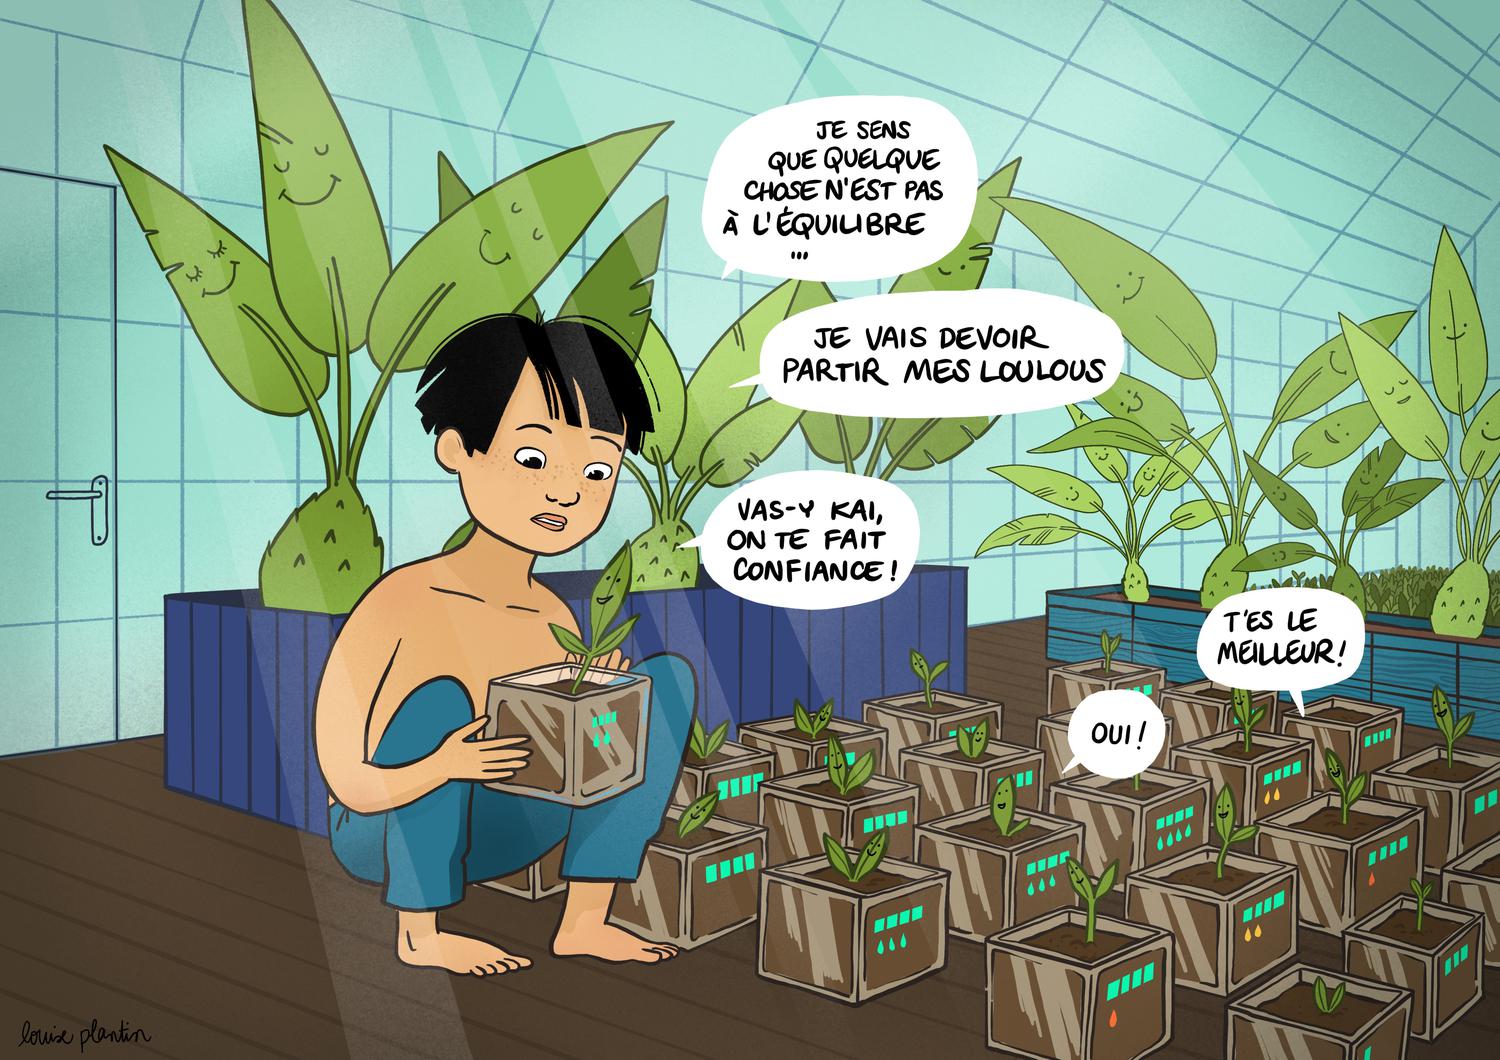 JE SENS
QUE QUELQUE
CHOSE N'EST PAS
À L'ÉQUILIBRE
...
JE VAIS DEVOIR
PARTIR MES LOULOUS
VAS-Y KAI,
ON TE FAIT
CONFIANCE !
T'ES LE
MEILLEUR !
OUI !
louise plantin